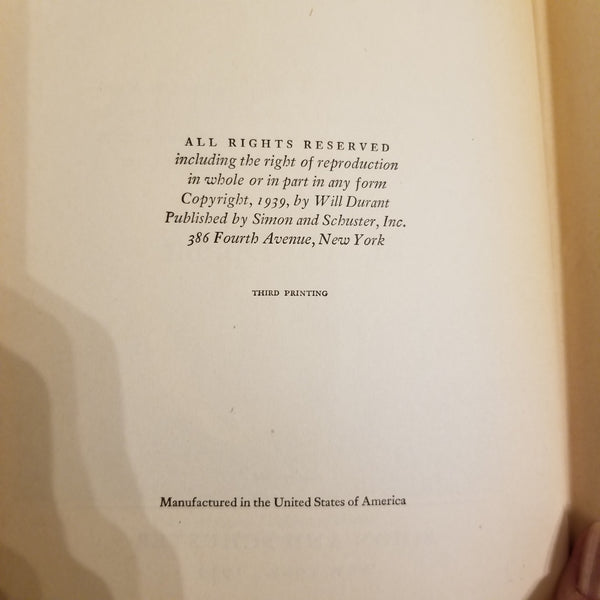 ALL RIGHTS RESERVED
including the right of reproduction
in whole or in part in any form
Copyright, 1939, by Will Durant
Published by Simon and Schuster, Inc.
386 Fourth Avenue, New York
THIRD PRINTING
Manufactured in the United States of America